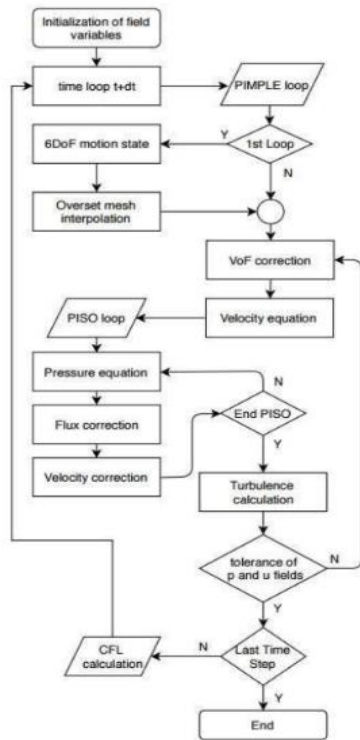 Initialization of field
variables
time loop t+dt
PIMPLE loop
6DoF motion state
Y
1st Loop
N
Overset mesh
interpolation
VoF correction
PISO loop
Velocity equation
Pressure equation
N
End PISO
Flux correction
Y
Velocity correction
Turbulence
calculation
tolerance of
p and u fields
N
Y
CFL
calculation
N
Last Time
Step
Y
End